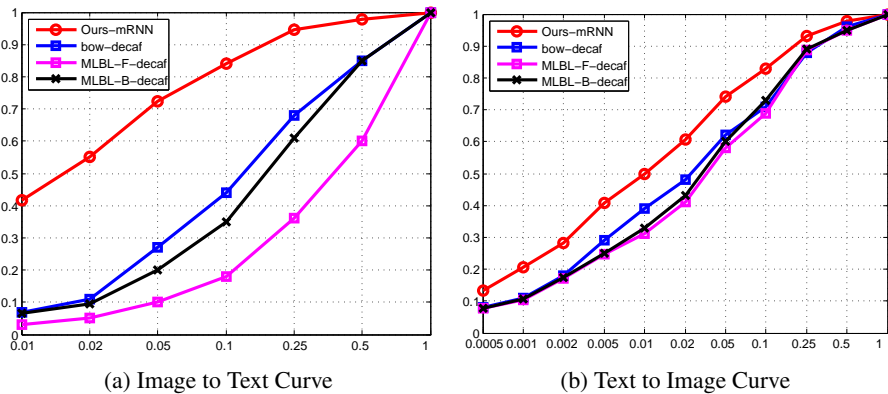 1
0.9
0.8
0.7
0.6
0.5
0.4
0.3
0.2
0.1
0
0.01 0.02 0.05 0.1 0.25 0.5 1
Ours−mRNN
bow−decaf
MLBL−F−decaf
MLBL−B−decaf
(a) Image to Text Curve
1
0.9
0.8
0.7
0.6
0.5
0.4
0.3
0.2
0.1
0
0.0005 0.001 0.002 0.005 0.01 0.02 0.05 0.1 0.25 0.5 1
Ours−mRNN
bow−decaf
MLBL−F−decaf
MLBL−B−decaf
(b) Text to Image Curve